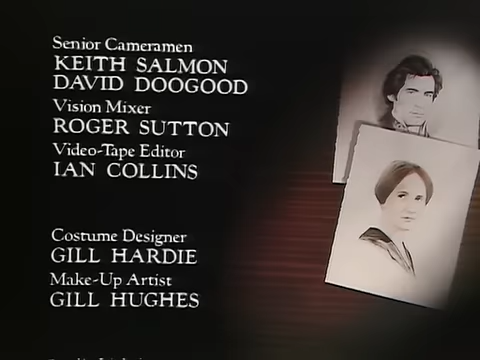 Senior Cameramen
KEITH SALMON
DAVID DOOGOOD
Vision Mixer
ROGER SUTTON
Video-Tape Editor
IAN COLLINS
Costume Designer
GILL HARDIE
Make-Up Artist
GILL HUGHES